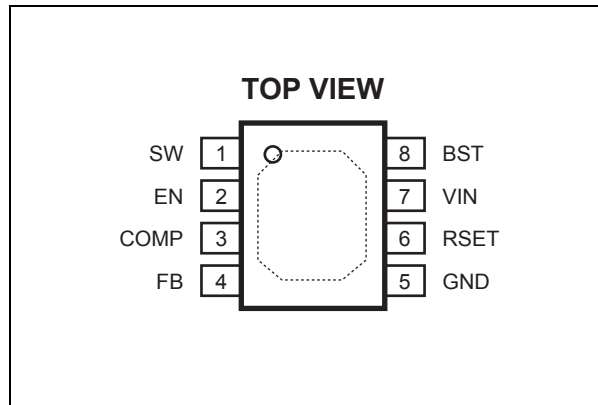 TOP VIEW
SW 1 8 BST
EN 2 7 VIN
COMP 3 6 RSET
FB 4 5 GND